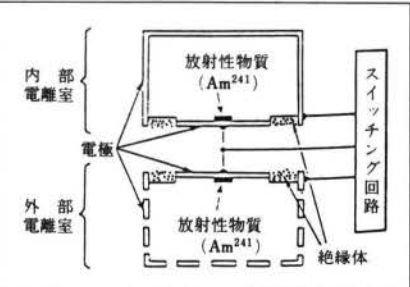 内部
電離室
放射性物質
(Am²⁴¹)
電極
外部
電離室
放射性物質
(Am²⁴¹)
絶縁体
スイッチング回路